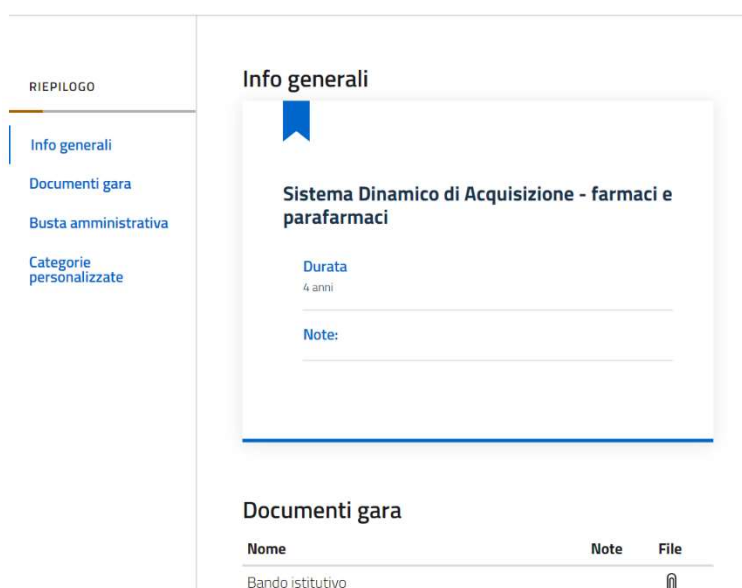 RIEPILOGO
Info generali
Documenti gara
Busta amministrativa
Categorie
personalizzate
Info generali
Sistema Dinamico di Acquisizione - farmaci e
parafarmaci
Durata
4 anni
Note:
Documenti gara
Nome Note File
Bando istitutivo